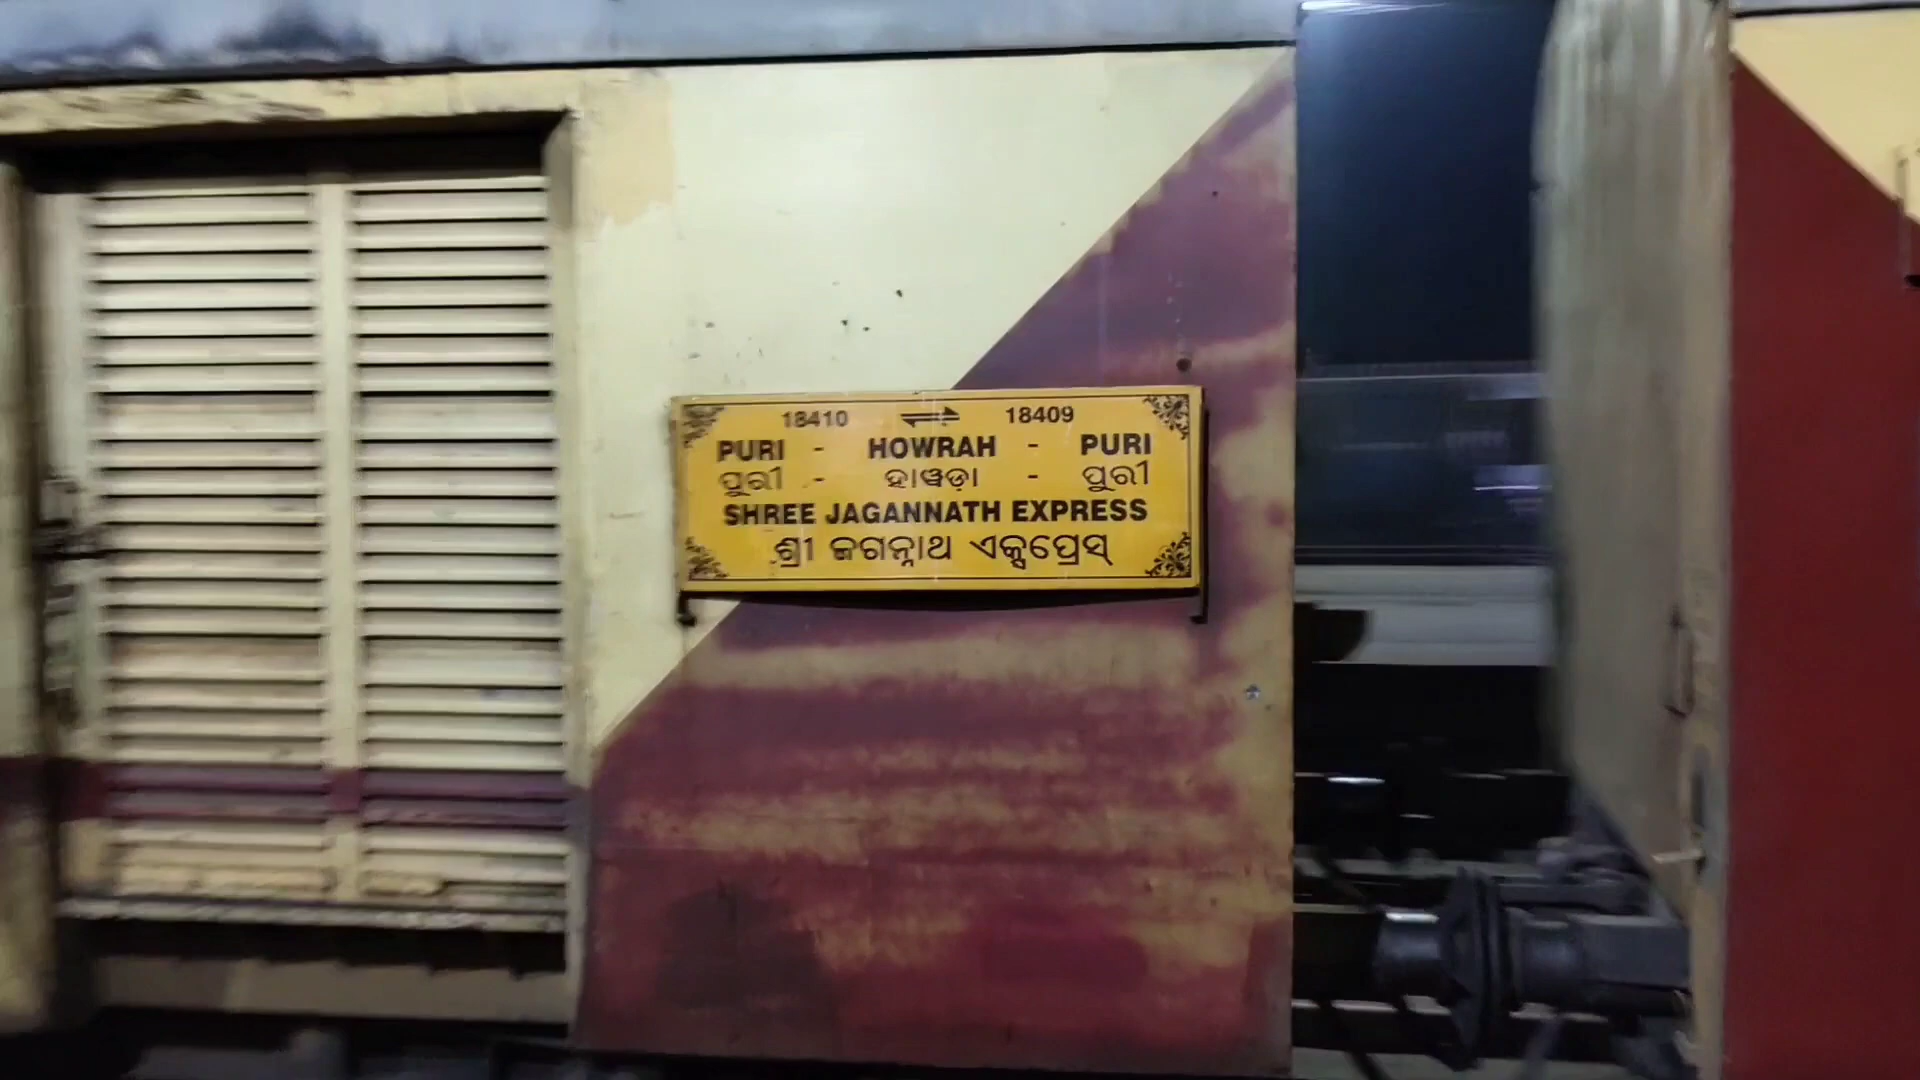 18410 ⇌ 18409
PURI - HOWRAH - PURI
ପୁରୀ - ହାୱଡ଼ା - ପୁରୀ
SHREE JAGANNATH EXPRESS
ଶ୍ରୀ ଜଗନ୍ନାଥ ଏକ୍ସପ୍ରେସ୍